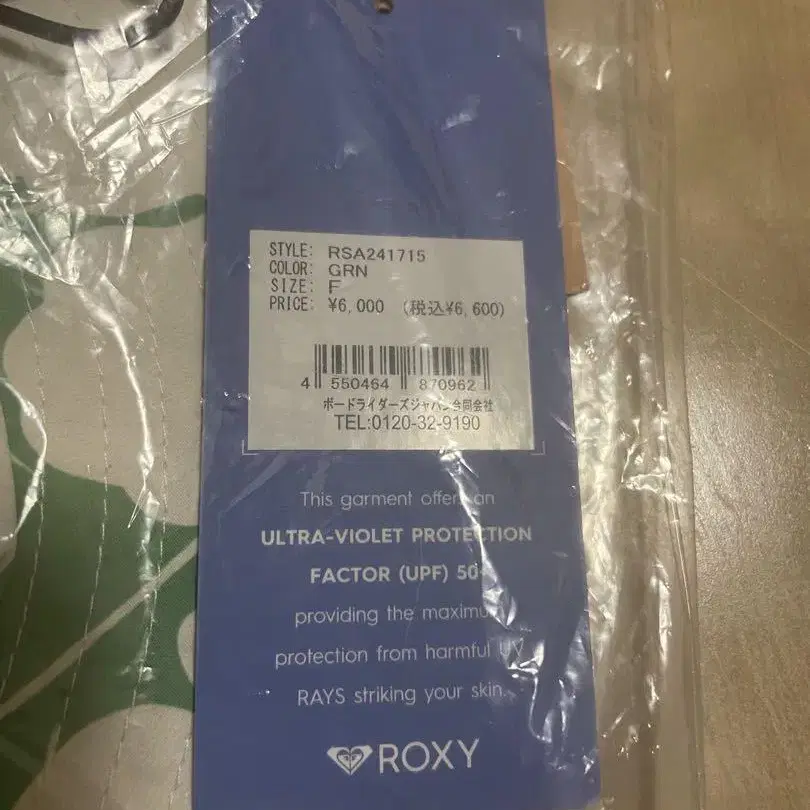 STYLE: RSA241715
COLOR: GRN
SIZE: F
PRICE: ¥6,000 (税込¥6,600)
4 550464 870962
ボードライダーズジャパン合同会社
TEL:0120-32-9190
This garment offers an
ULTRA-VIOLET PROTECTION
FACTOR (UPF) 50+
providing the maximum
protection from harmful UV
RAYS striking your skin.
ROXY